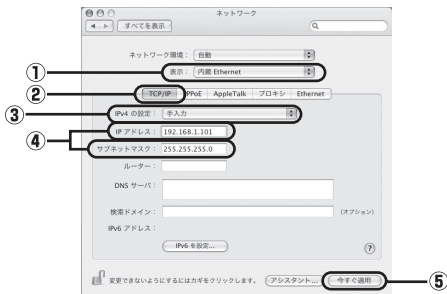 ネットワーク
すべてを表示
ネットワーク環境： 自動
① 表示： 内蔵 Ethernet
② TCP/IP PPPoE AppleTalk プロキシ Ethernet
③ IPv4 の設定： 手入力
④ IP アドレス： 192.168.1.101
サブネットマスク： 255.255.255.0
ルーター：
DNS サーバ：
検索ドメイン： （オプション）
IPv6 アドレス：
IPv6 を設定... ?
変更できないようにするにはカギをクリックします。 アシスタント... 今すぐ適用 ⑤